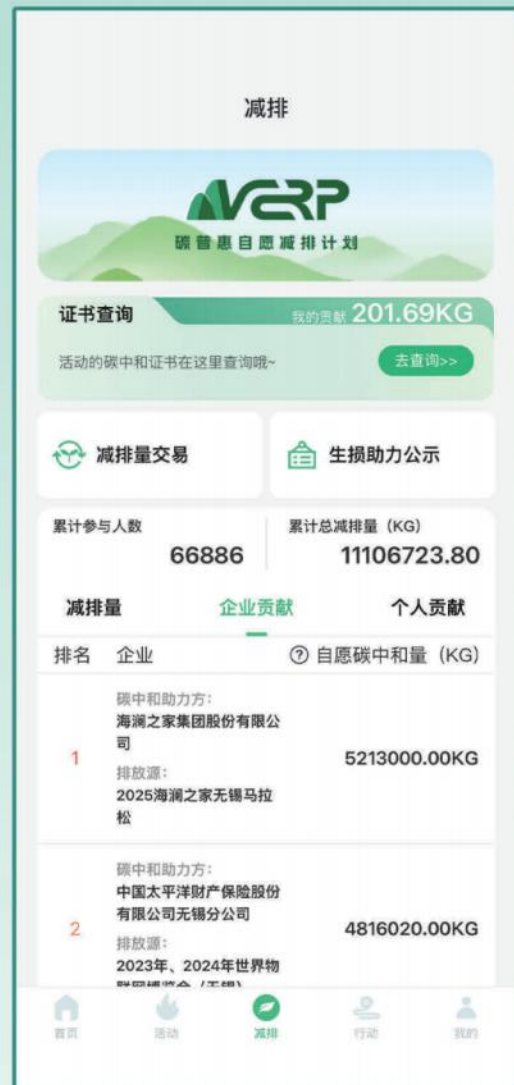 减排
VCRP
碳普惠自愿减排计划
证书查询
我的贡献 201.69KG
活动的碳中和证书在这里查询哦~
去查询>>
减排量交易
生损助力公示
累计参与人数
66886
累计总减排量（KG）
11106723.80
减排量 企业贡献 个人贡献
排名 企业 ? 自愿碳中和量（KG）
碳中和助力方：
海澜之家集团股份有限公
司
1
5213000.00KG
排放源：
2025海澜之家无锡马拉
松
碳中和助力方：
中国太平洋财产保险股份
有限公司无锡分公司
2
4816020.00KG
排放源：
2023年、2024年世界物
联网博览会（无锡）
首页 活动 减排 行动 我的